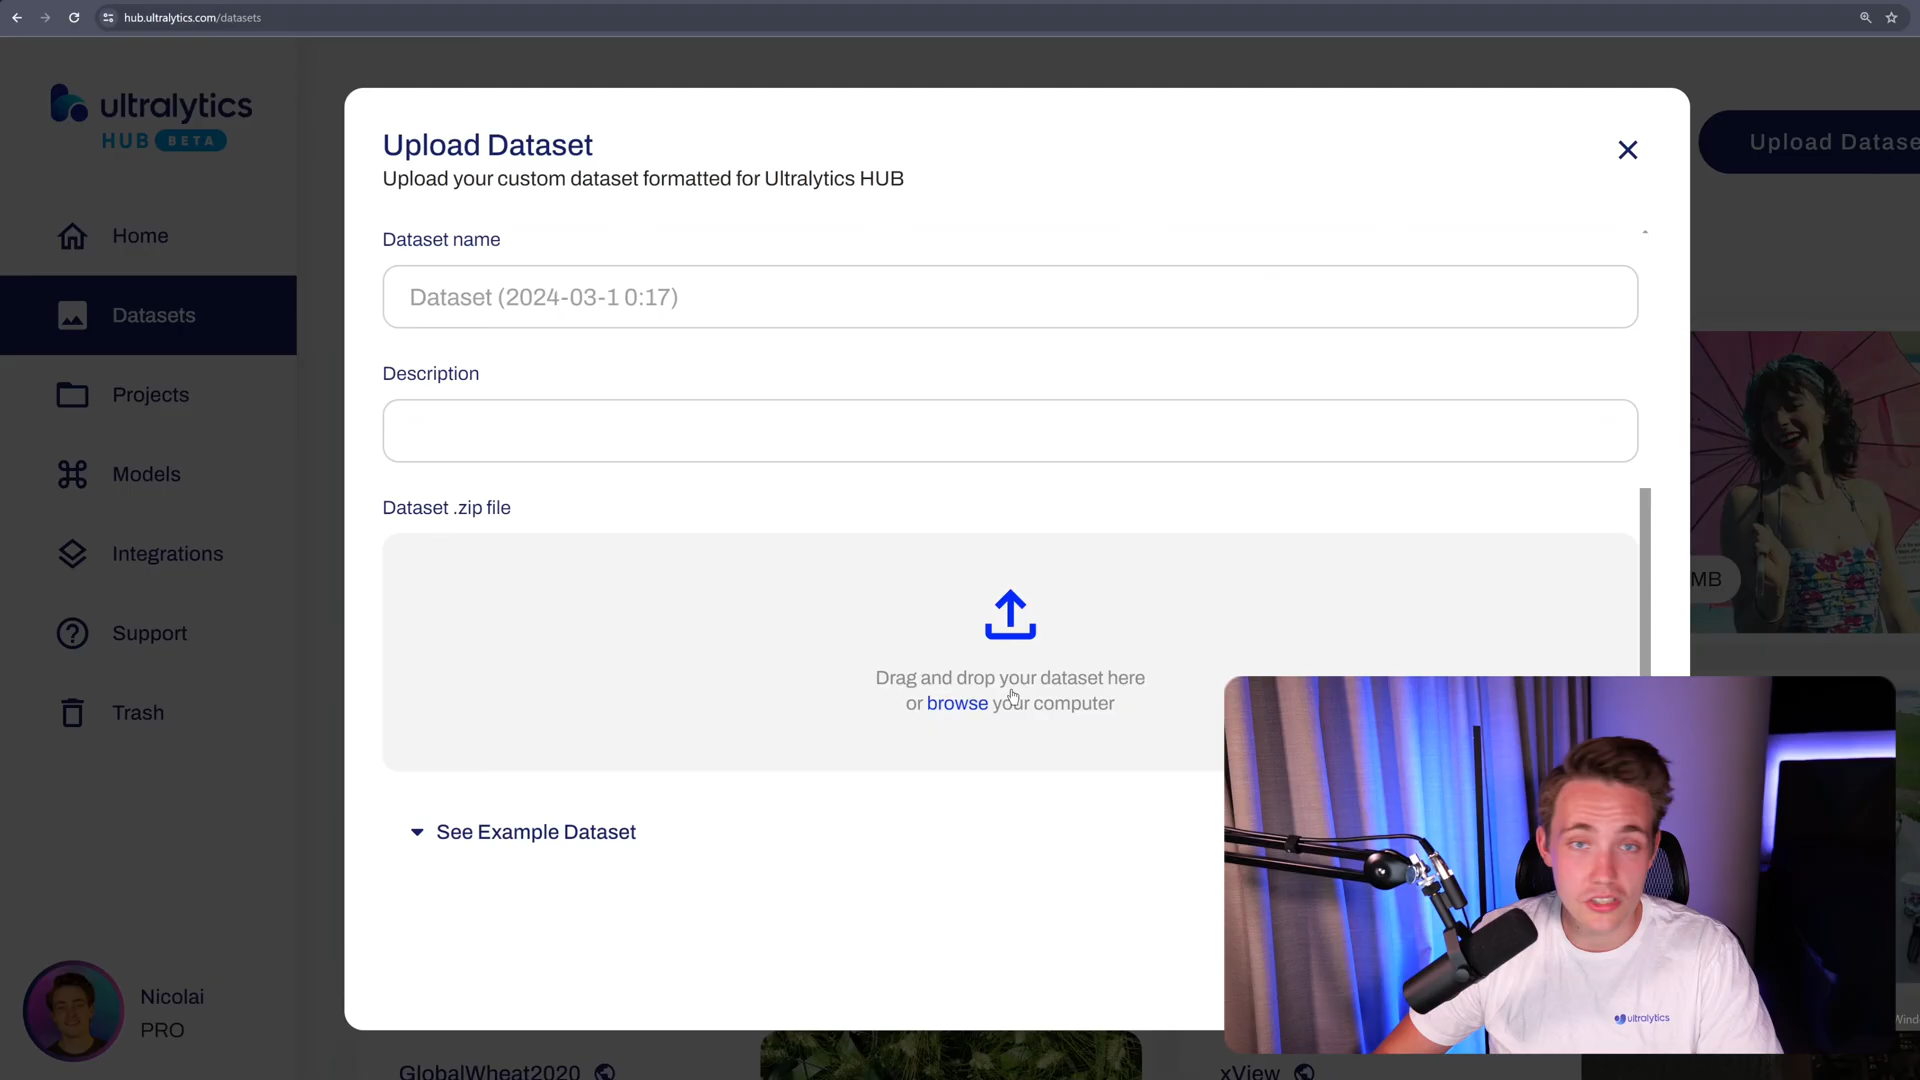 hub.ultralytics.com/datasets
ultralytics
HUB BETA
Home
Datasets
Projects
Models
Integrations
Support
Trash
Nicolai
PRO
Upload Dataset
Upload your custom dataset formatted for Ultralytics HUB
Dataset name
Dataset (2024-03-1 0:17)
Description
Dataset .zip file
Drag and drop your dataset here
or browse your computer
See Example Dataset
Upload Datase
MB
GlobalWheat2020
xView
ultralytics